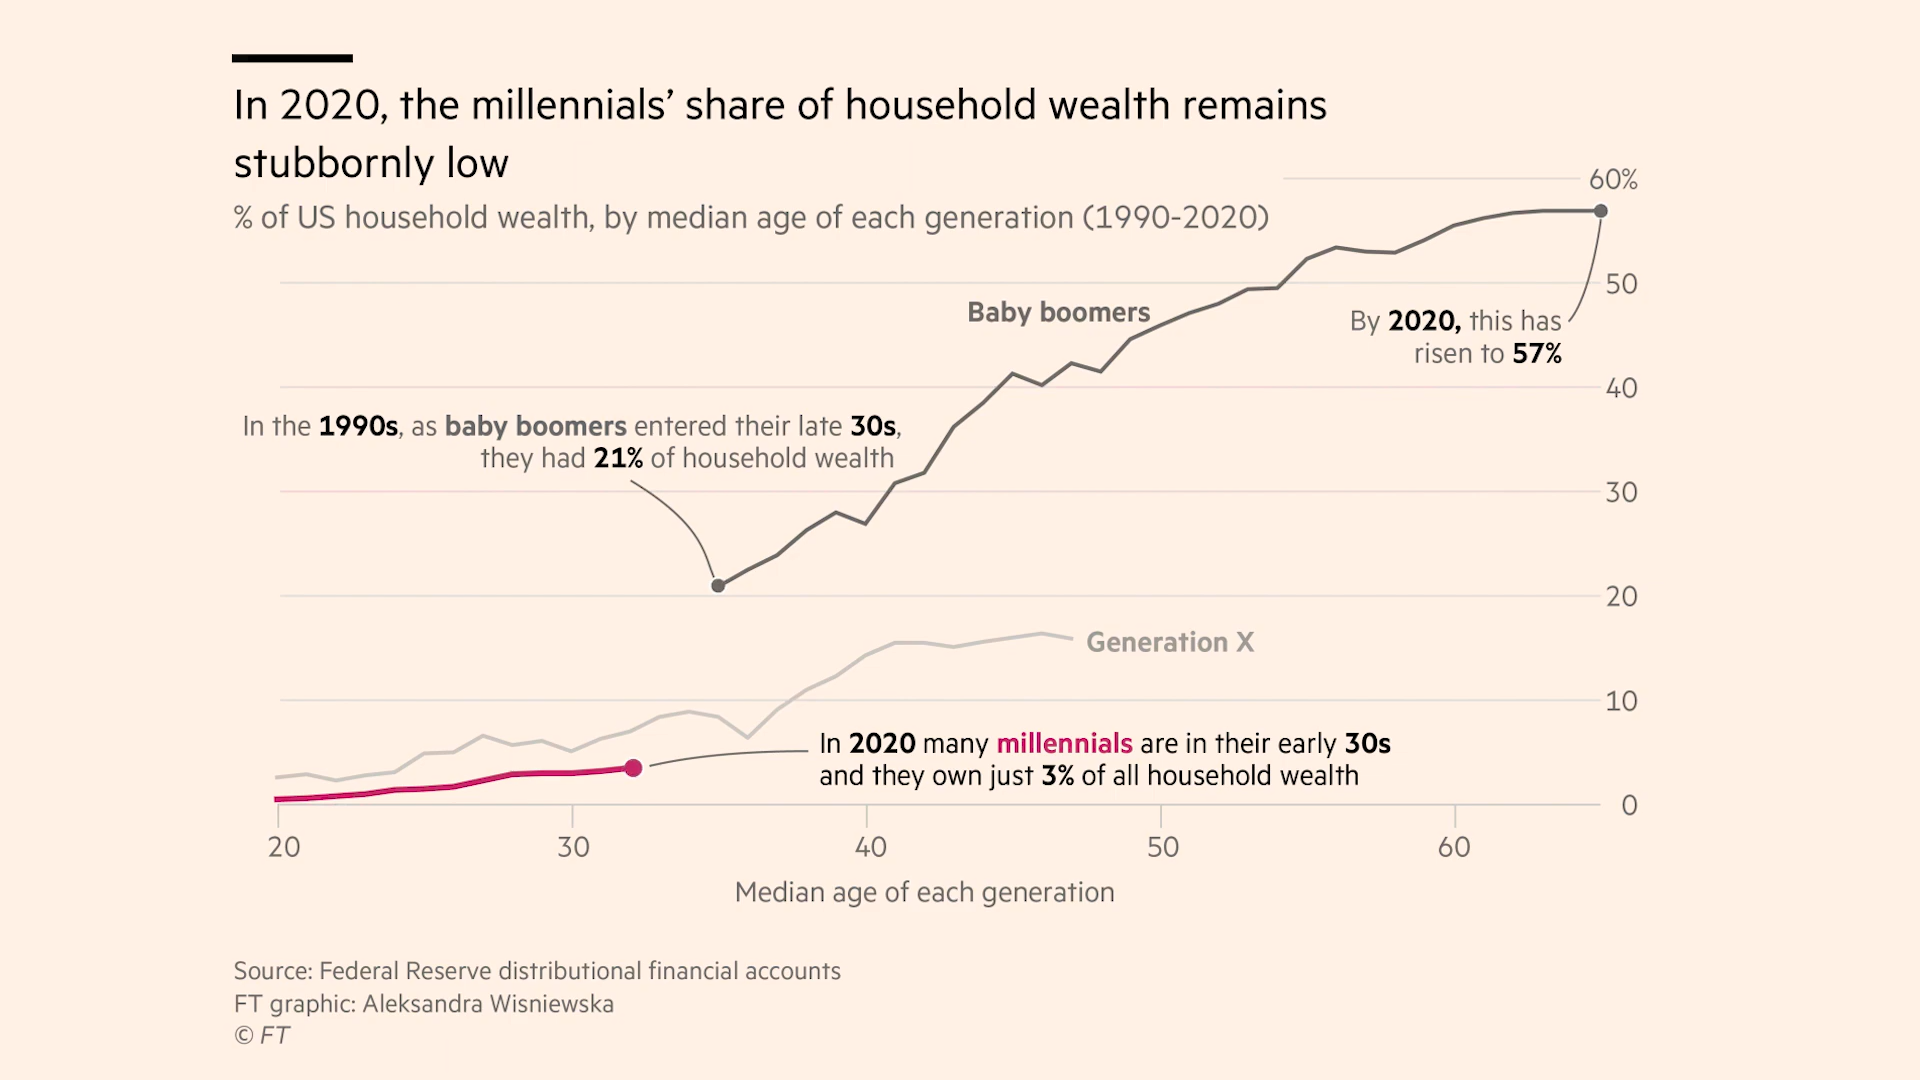 In 2020, the millennials’ share of household wealth remains
stubbornly low
% of US household wealth, by median age of each generation (1990-2020)
60%
50
Baby boomers
By 2020, this has
risen to 57%
40
In the 1990s, as baby boomers entered their late 30s,
they had 21% of household wealth
30
20
Generation X
10
In 2020 many millennials are in their early 30s
and they own just 3% of all household wealth
0
20 30 40 50 60
Median age of each generation
Source: Federal Reserve distributional financial accounts
FT graphic: Aleksandra Wisniewska
© FT